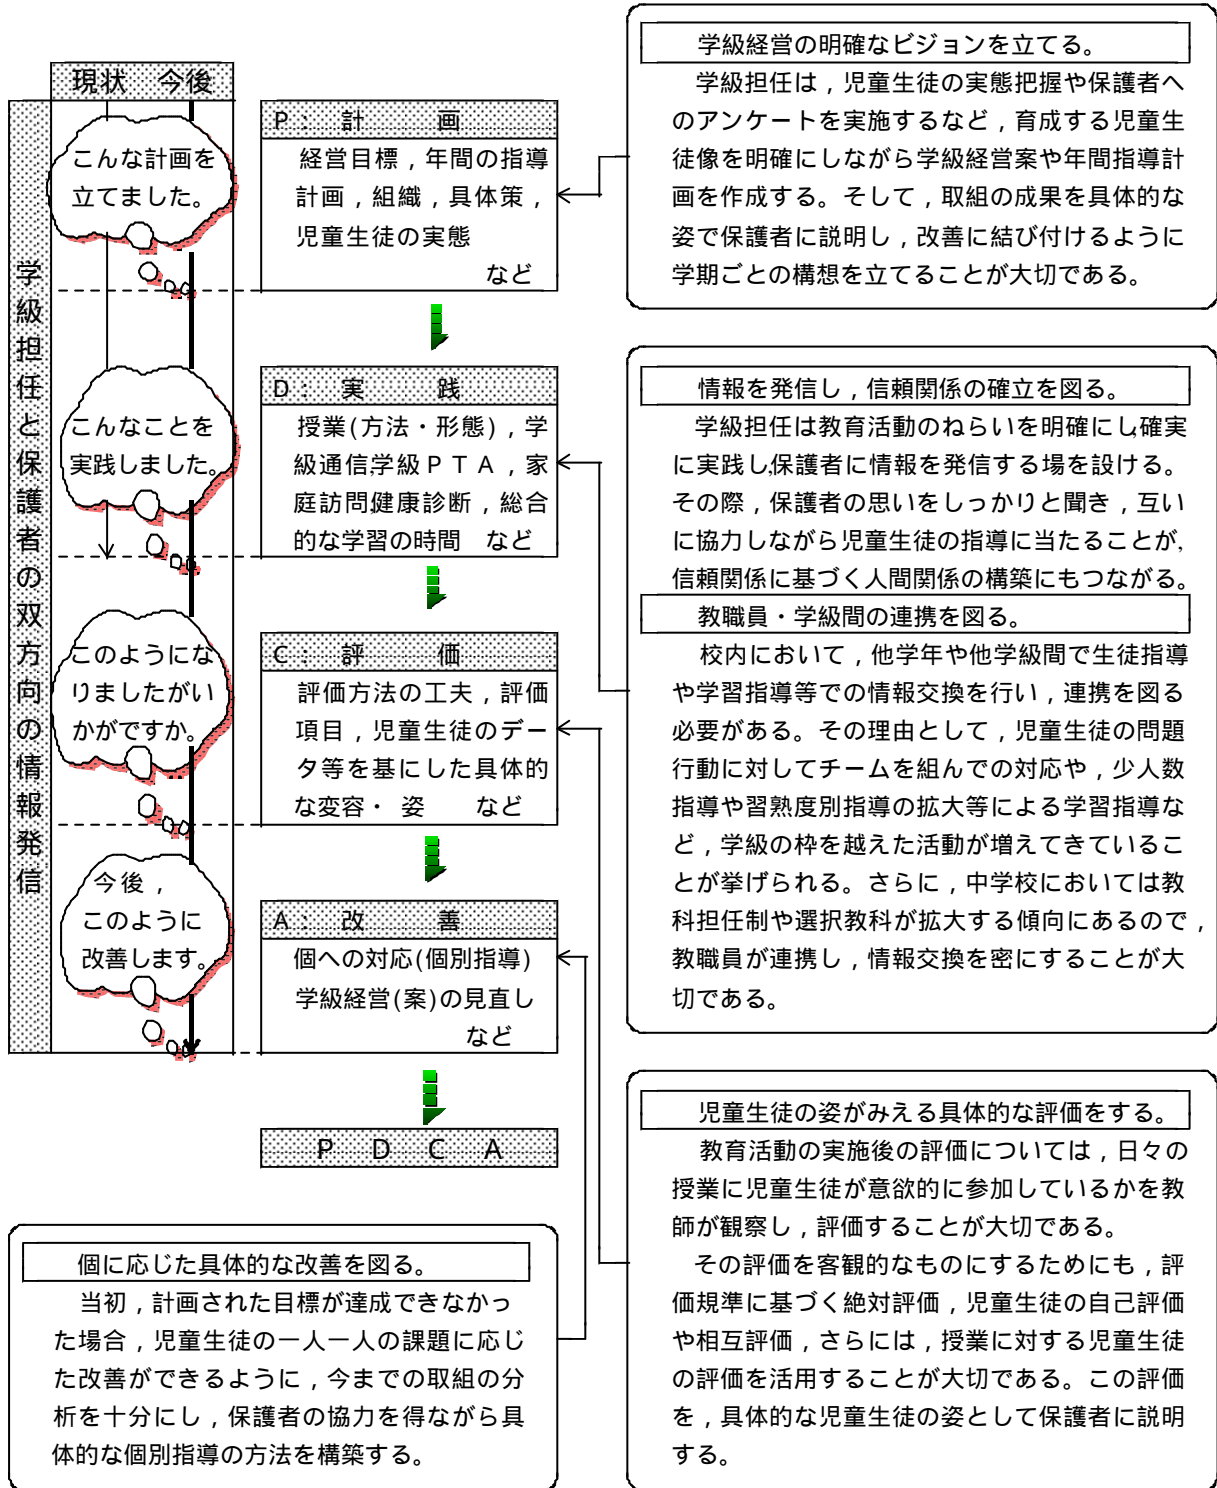 現状　今後
学級担任と保護者の双方向の情報発信
こんな計画を
立てました。
こんなことを
実践しました。
このようにな
りましたがい
かがですか。
今後，
このように
改善します。
P：　計　　画
経営目標，年間の指導
計画，組織，具体策，
児童生徒の実態
など
D：　実　　践
授業(方法・形態)，学
級通信,学級ＰＴＡ，家
庭訪問,健康診断，総合
的な学習の時間　など
C：　評　　価
評価方法の工夫，評価
項目，児童生徒のデー
タ等を基にした具体的
な変容・ 姿　　など
A：　改　　善
個への対応(個別指導)
学級経営(案)の見直し
など
P　D　C　A
学級経営の明確なビジョンを立てる。
学級担任は，児童生徒の実態把握や保護者へ
のアンケートを実施するなど，育成する児童生
徒像を明確にしながら学級経営案や年間指導計
画を作成する。そして，取組の成果を具体的な
姿で保護者に説明し，改善に結び付けるように
学期ごとの構想を立てることが大切である。
情報を発信し，信頼関係の確立を図る。
学級担任は教育活動のねらいを明確にし,確実
に実践し,保護者に情報を発信する場を設ける。
その際，保護者の思いをしっかりと聞き，互い
に協力しながら児童生徒の指導に当たることが,
信頼関係に基づく人間関係の構築にもつながる。
教職員・学級間の連携を図る。
校内において，他学年や他学級間で生徒指導
や学習指導等での情報交換を行い，連携を図る
必要がある。その理由として，児童生徒の問題
行動に対してチームを組んでの対応や，少人数
指導や習熟度別指導の拡大等による学習指導な
ど，学級の枠を越えた活動が増えてきているこ
とが挙げられる。さらに，中学校においては教
科担任制や選択教科が拡大する傾向にあるので，
教職員が連携し，情報交換を密にすることが大
切である。
児童生徒の姿がみえる具体的な評価をする。
教育活動の実施後の評価については，日々の
授業に児童生徒が意欲的に参加しているかを教
師が観察し，評価することが大切である。
その評価を客観的なものにするためにも，評
価規準に基づく絶対評価，児童生徒の自己評価
や相互評価，さらには，授業に対する児童生徒
の評価を活用することが大切である。この評価
を，具体的な児童生徒の姿として保護者に説明
する。
個に応じた具体的な改善を図る。
当初，計画された目標が達成できなかっ
た場合，児童生徒の一人一人の課題に応じ
た改善ができるように，今までの取組の分
析を十分にし，保護者の協力を得ながら具
体的な個別指導の方法を構築する。